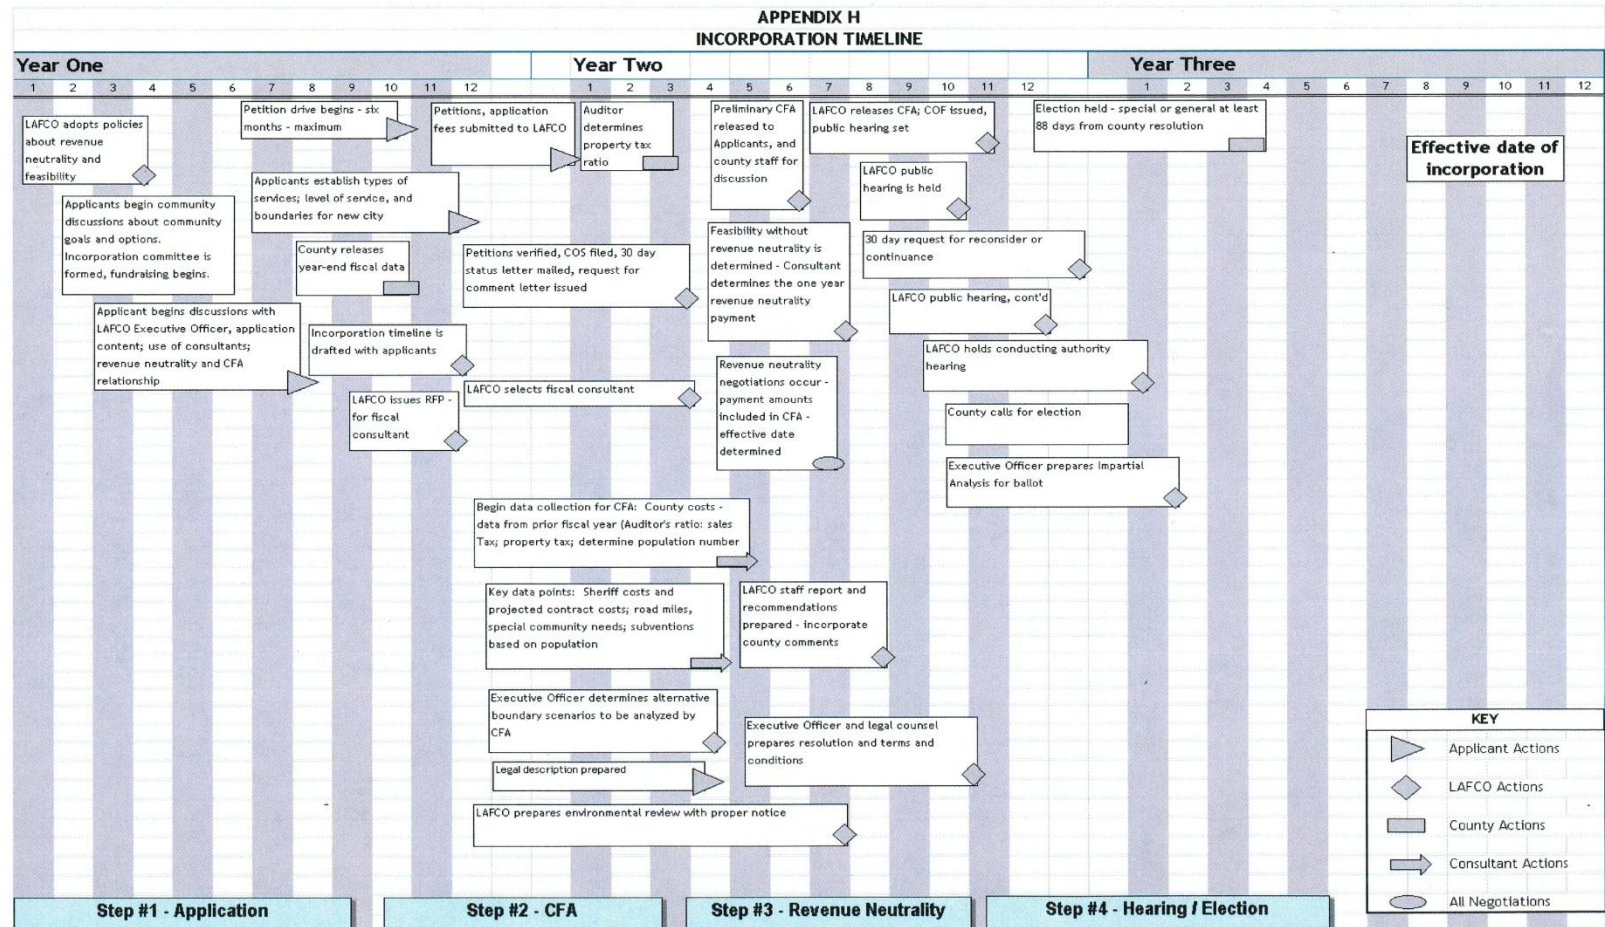 APPENDIX H
INCORPORATION TIMELINE
Year One
Year Two
Year Three
1 2 3 4 5 6 7 8 9 10 11 12
1 2 3 4 5 6 7 8 9 10 11 12
1 2 3 4 5 6 7 8 9 10 11 12
LAFCO adopts policies
about revenue
neutrality and
feasibility
Petition drive begins - six
months - maximum
Petitions, application
fees submitted to LAFCO
Auditor
determines
property tax
ratio
Preliminary CFA
released to
Applicants, and
county staff for
discussion
LAFCO releases CFA; COF issued,
public hearing set
Election held - special or general at least
88 days from county resolution
Effective date of
incorporation
Applicants begin community
discussions about community
goals and options.
Incorporation committee is
formed, fundraising begins.
Applicants establish types of
services; level of service, and
boundaries for new city
LAFCO public
hearing is held
County releases
year-end fiscal data
Petitions verified, COS filed, 30 day
status letter mailed, request for
comment letter issued
Feasibility without
revenue neutrality is
determined - Consultant
determines the one year
revenue neutrality
payment
30 day request for reconsider or
continuance
Applicant begins discussions with
LAFCO Executive Officer, application
content; use of consultants;
revenue neutrality and CFA
relationship
Incorporation timeline is
drafted with applicants
LAFCO public hearing, cont'd
LAFCO issues RFP -
for fiscal
consultant
LAFCO selects fiscal consultant
Revenue neutrality
negotiations occur -
payment amounts
included in CFA -
effective date
determined
LAFCO holds conducting authority
hearing
County calls for election
Executive Officer prepares Impartial
Analysis for ballot
Begin data collection for CFA: County costs -
data from prior fiscal year (Auditor's ratio: sales
Tax; property tax; determine population number
Key data points: Sheriff costs and
projected contract costs; road miles,
special community needs; subventions
based on population
LAFCO staff report and
recommendations
prepared - incorporate
county comments
Executive Officer determines alternative
boundary scenarios to be analyzed by
CFA
Executive Officer and legal counsel
prepares resolution and terms and
conditions
Legal description prepared
LAFCO prepares environmental review with proper notice
KEY
Applicant Actions
LAFCO Actions
County Actions
Consultant Actions
All Negotiations
Step #1 - Application
Step #2 - CFA
Step #3 - Revenue Neutrality
Step #4 - Hearing / Election